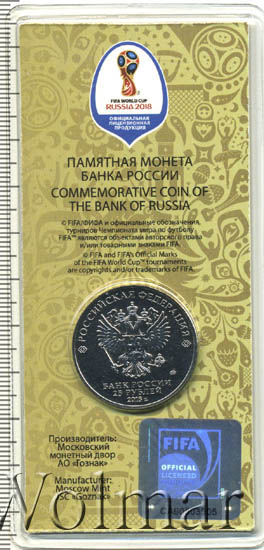 FIFA WORLD CUP
RUSSIA 2018
ОФИЦИАЛЬНАЯ
ЛИЦЕНЗИОННАЯ
ПРОДУКЦИЯ
ПАМЯТНАЯ МОНЕТА
БАНКА РОССИИ
COMMEMORATIVE COIN OF
THE BANK OF RUSSIA
© FIFA/ФИФА и официальные обозначения
турниров Чемпионата мира по футболу
FIFA™ являются объектами авторского права
и/или товарными знаками FIFA.
© FIFA and FIFA's Official Marks
of the FIFA World Cup™ tournaments
are copyrights and/or trademarks of FIFA.
РОССИЙСКАЯ ФЕДЕРАЦИЯ
БАНК РОССИИ
25 РУБЛЕЙ
2018 г.
Производитель:
Московский
монетный двор
АО "Гознак"
Manufacturer:
Moscow Mint
JSC «Goznak»
FIFA
OFFICIAL
LICENSED
Wolmar